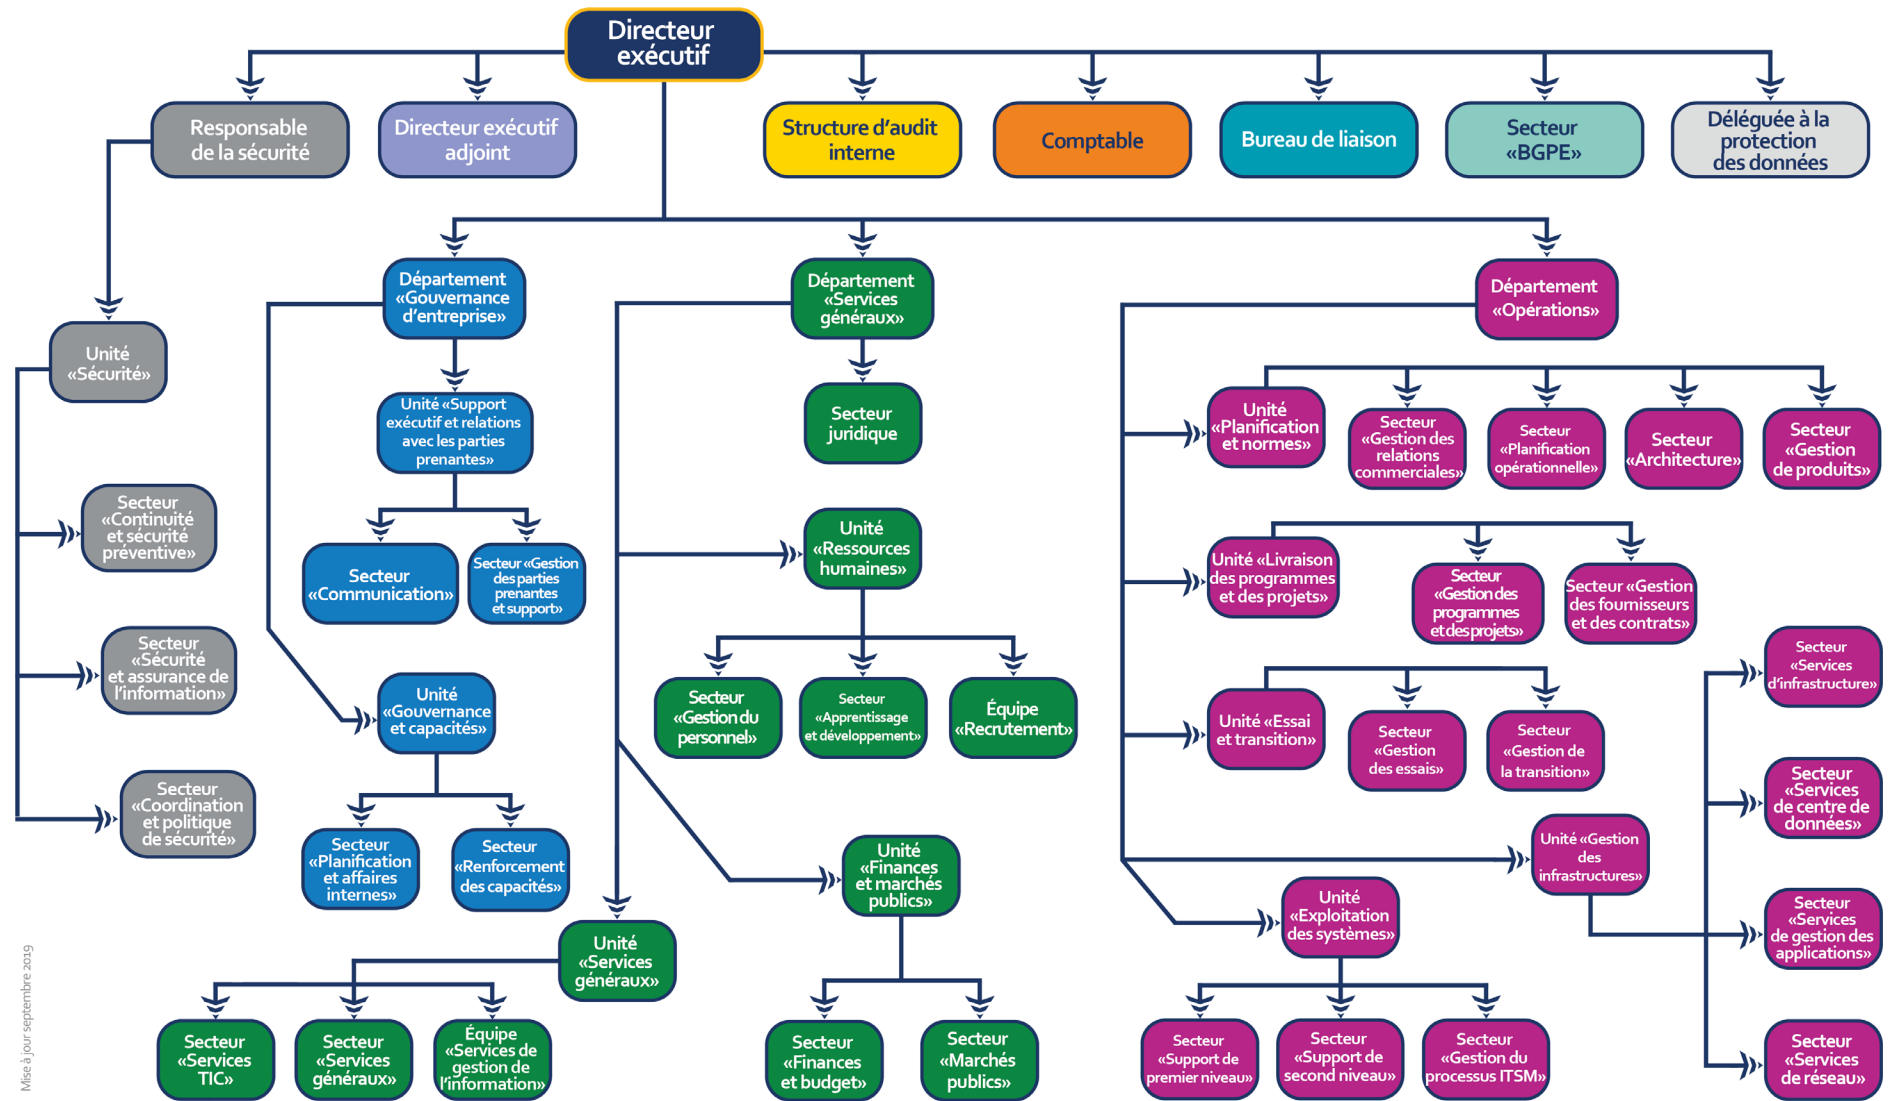 Directeur
exécutif
Responsable
de la sécurité
Directeur exécutif
adjoint
Structure d’audit
interne
Comptable
Bureau de liaison
Secteur
«BGPE»
Déléguée à la
protection
des données
Département
«Gouvernance
d’entreprise»
Département
«Services
généraux»
Département
«Opérations»
Unité
«Sécurité»
Secteur
«Continuité
et sécurité
préventive»
Secteur
«Sécurité
et assurance de
l’information»
Secteur
«Coordination
et politique
de sécurité»
Unité «Support
exécutif et relations
avec les parties
prenantes»
Secteur
«Communication»
Secteur «Gestion
des parties
prenantes
et support»
Unité
«Gouvernance
et capacités»
Secteur
«Planification
et affaires
internes»
Secteur
«Renforcement
des capacités»
Secteur
juridique
Unité
«Ressources
humaines»
Secteur
«Gestion du
personnel»
Secteur
«Apprentissage
et développement»
Équipe
«Recrutement»
Unité
«Finances
et marchés
publics»
Secteur
«Finances
et budget»
Secteur
«Marchés
publics»
Unité
«Services
généraux»
Secteur
«Services
TIC»
Secteur
«Services
généraux»
Équipe
«Services de
gestion de
l’information»
Unité
«Planification
et normes»
Secteur
«Gestion des
relations
commerciales»
Secteur
«Planification
opérationnelle»
Secteur
«Architecture»
Secteur
«Gestion
de produits»
Unité «Livraison
des programmes
et des projets»
Secteur
«Gestion des
programmes
et des projets»
Secteur «Gestion
des fournisseurs
et des contrats»
Unité «Essai
et transition»
Secteur
«Gestion
des essais»
Secteur
«Gestion de
la transition»
Unité «Gestion
des
infrastructures»
Secteur
«Services
d’infrastructure»
Secteur
«Services
de centre de
données»
Secteur
«Services
de gestion des
applications»
Secteur
«Services
de réseau»
Unité
«Exploitation
des systèmes»
Secteur
«Support de
premier niveau»
Secteur
«Support de
second niveau»
Secteur
«Gestion du
processus ITSM»
Mise à jour septembre 2019